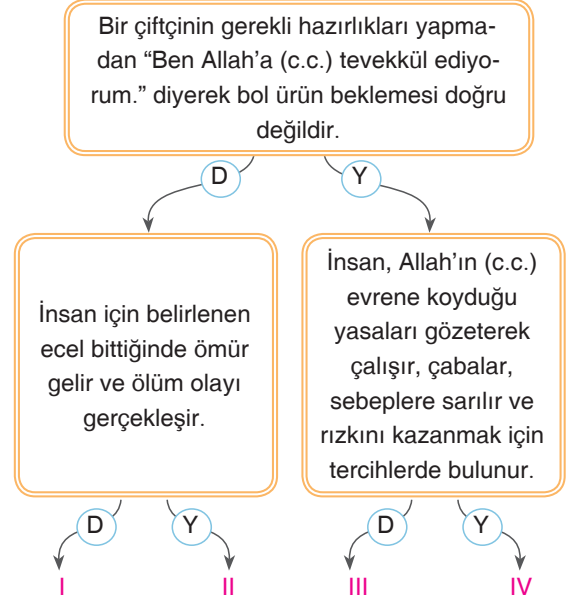 Bir çiftçinin gerekli hazırlıkları yapma-
dan “Ben Allah’a (c.c.) tevekkül ediyo-
rum.” diyerek bol ürün beklemesi doğru
değildir.
D
Y
İnsan için belirlenen
ecel bittiğinde ömür
gelir ve ölüm olayı
gerçekleşir.
İnsan, Allah’ın (c.c.)
evrene koyduğu
yasaları gözeterek
çalışır, çabalar,
sebeplere sarılır ve
rızkını kazanmak için
tercihlerde bulunur.
D
Y
D
Y
I
II
III
IV